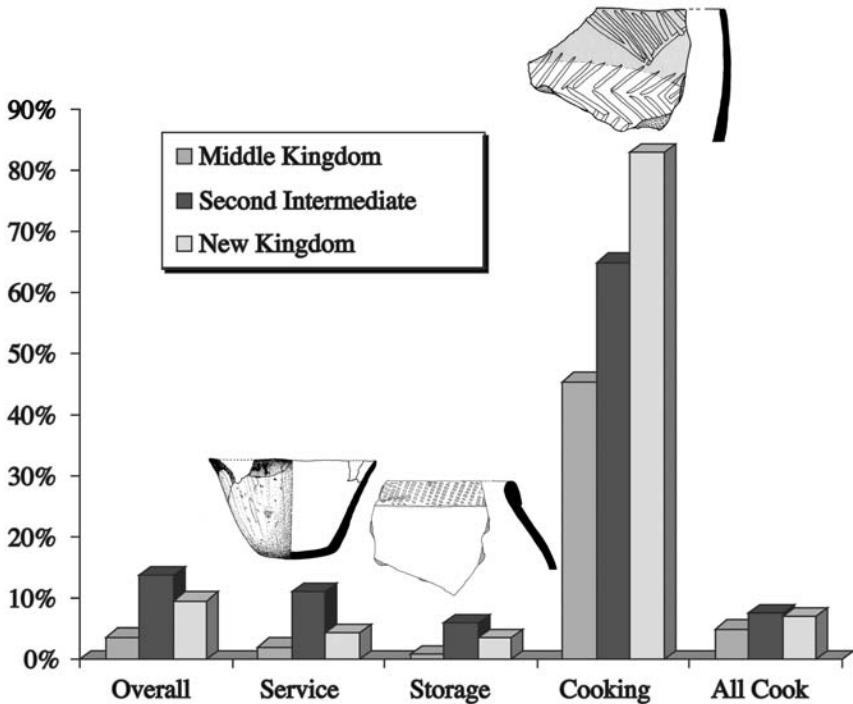 90%
80%
70%
60%
50%
40%
30%
20%
10%
0%
Middle Kingdom
Second Intermediate
New Kingdom
Overall Service Storage Cooking All Cook